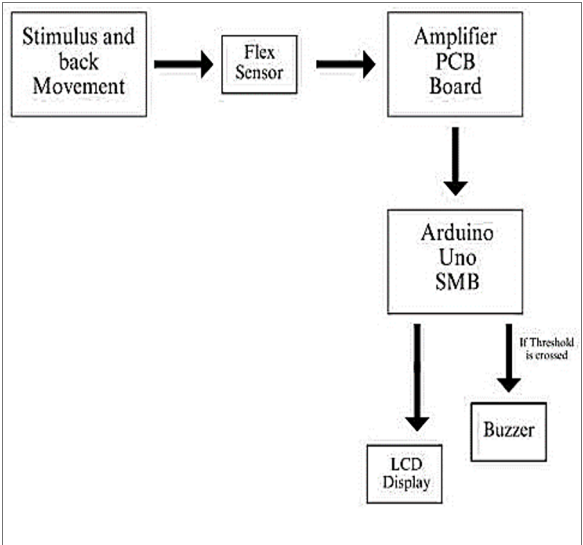 Stimulus and
back
Movement
Flex
Sensor
Amplifier
PCB
Board
Arduino
Uno
SMB
If Threshold
is crossed
Buzzer
LCD
Display